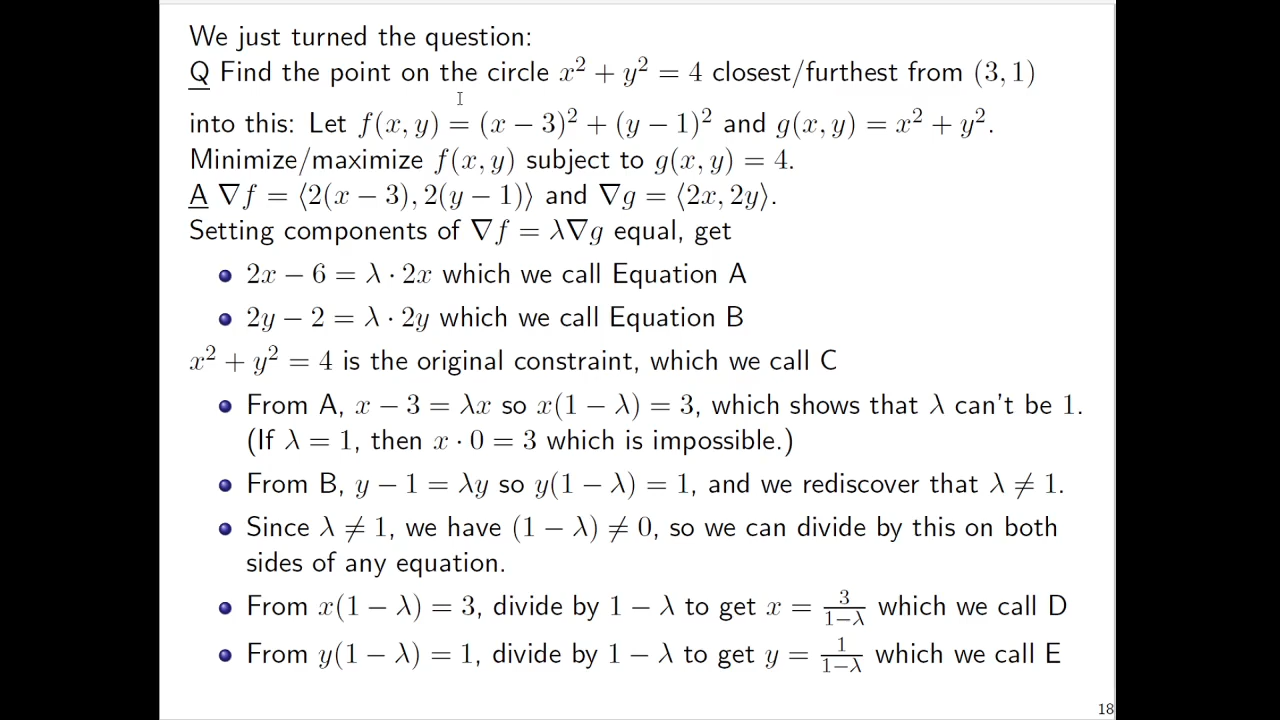 We just turned the question:
Q Find the point on the circle x² + y² = 4 closest/furthest from (3, 1)
into this: Let f(x, y) = (x − 3)² + (y − 1)² and g(x, y) = x² + y².
Minimize/maximize f(x, y) subject to g(x, y) = 4.
A ∇f = ⟨2(x − 3), 2(y − 1)⟩ and ∇g = ⟨2x, 2y⟩.
Setting components of ∇f = λ∇g equal, get
2x − 6 = λ · 2x which we call Equation A
2y − 2 = λ · 2y which we call Equation B
x² + y² = 4 is the original constraint, which we call C
From A, x − 3 = λx so x(1 − λ) = 3, which shows that λ can't be 1.
(If λ = 1, then x · 0 = 3 which is impossible.)
From B, y − 1 = λy so y(1 − λ) = 1, and we rediscover that λ ≠ 1.
Since λ ≠ 1, we have (1 − λ) ≠ 0, so we can divide by this on both
sides of any equation.
From x(1 − λ) = 3, divide by 1 − λ to get x = 3/(1−λ) which we call D
From y(1 − λ) = 1, divide by 1 − λ to get y = 1/(1−λ) which we call E
18